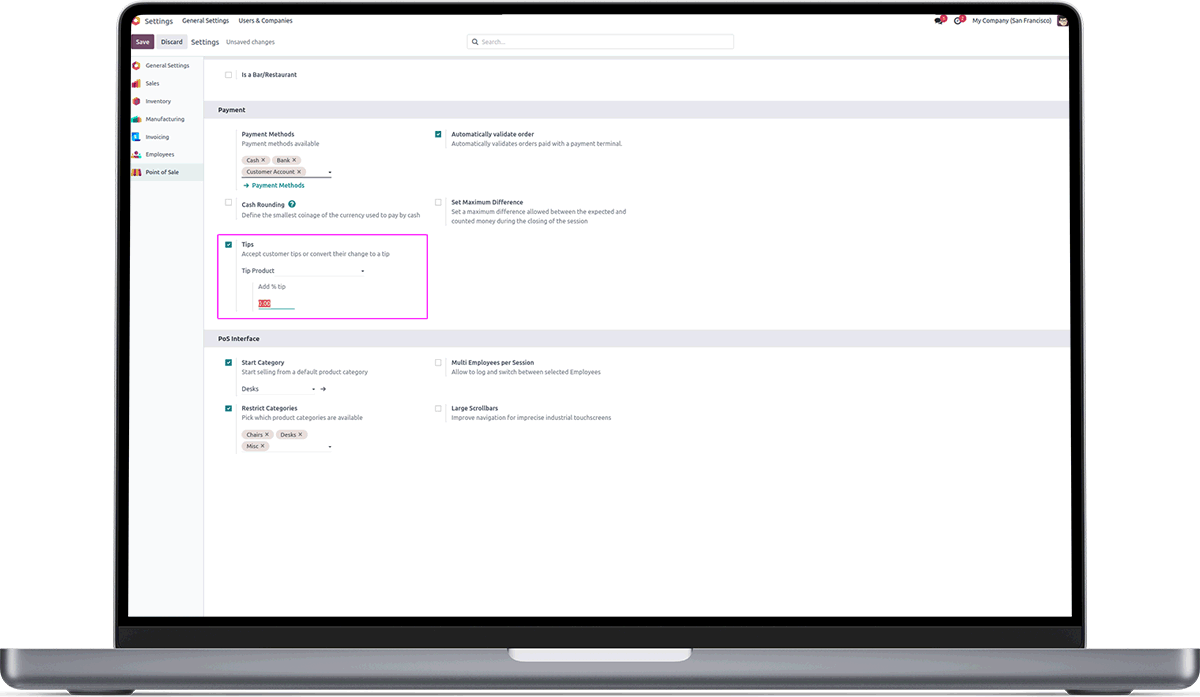 Settings General Settings Users & Companies My Company (San Francisco)
Save Discard Settings Unsaved changes Search...
General Settings
Sales
Inventory
Manufacturing
Invoicing
Employees
Point of Sale
Is a Bar/Restaurant
Payment
Payment Methods
Payment methods available
Cash × Bank ×
Customer Account ×
Payment Methods
Automatically validate order
Automatically validates orders paid with a payment terminal.
Cash Rounding ?
Define the smallest coinage of the currency used to pay by cash
Set Maximum Difference
Set a maximum difference allowed between the expected and
counted money during the closing of the session
Tips
Accept customer tips or convert their change to a tip
Tip Product
Add % tip
PoS Interface
Start Category
Start selling from a default product category
Desks
Multi Employees per Session
Allow to log and switch between selected Employees
Restrict Categories
Pick which product categories are available
Chairs × Desks ×
Misc ×
Large Scrollbars
Improve navigation for imprecise industrial touchscreens